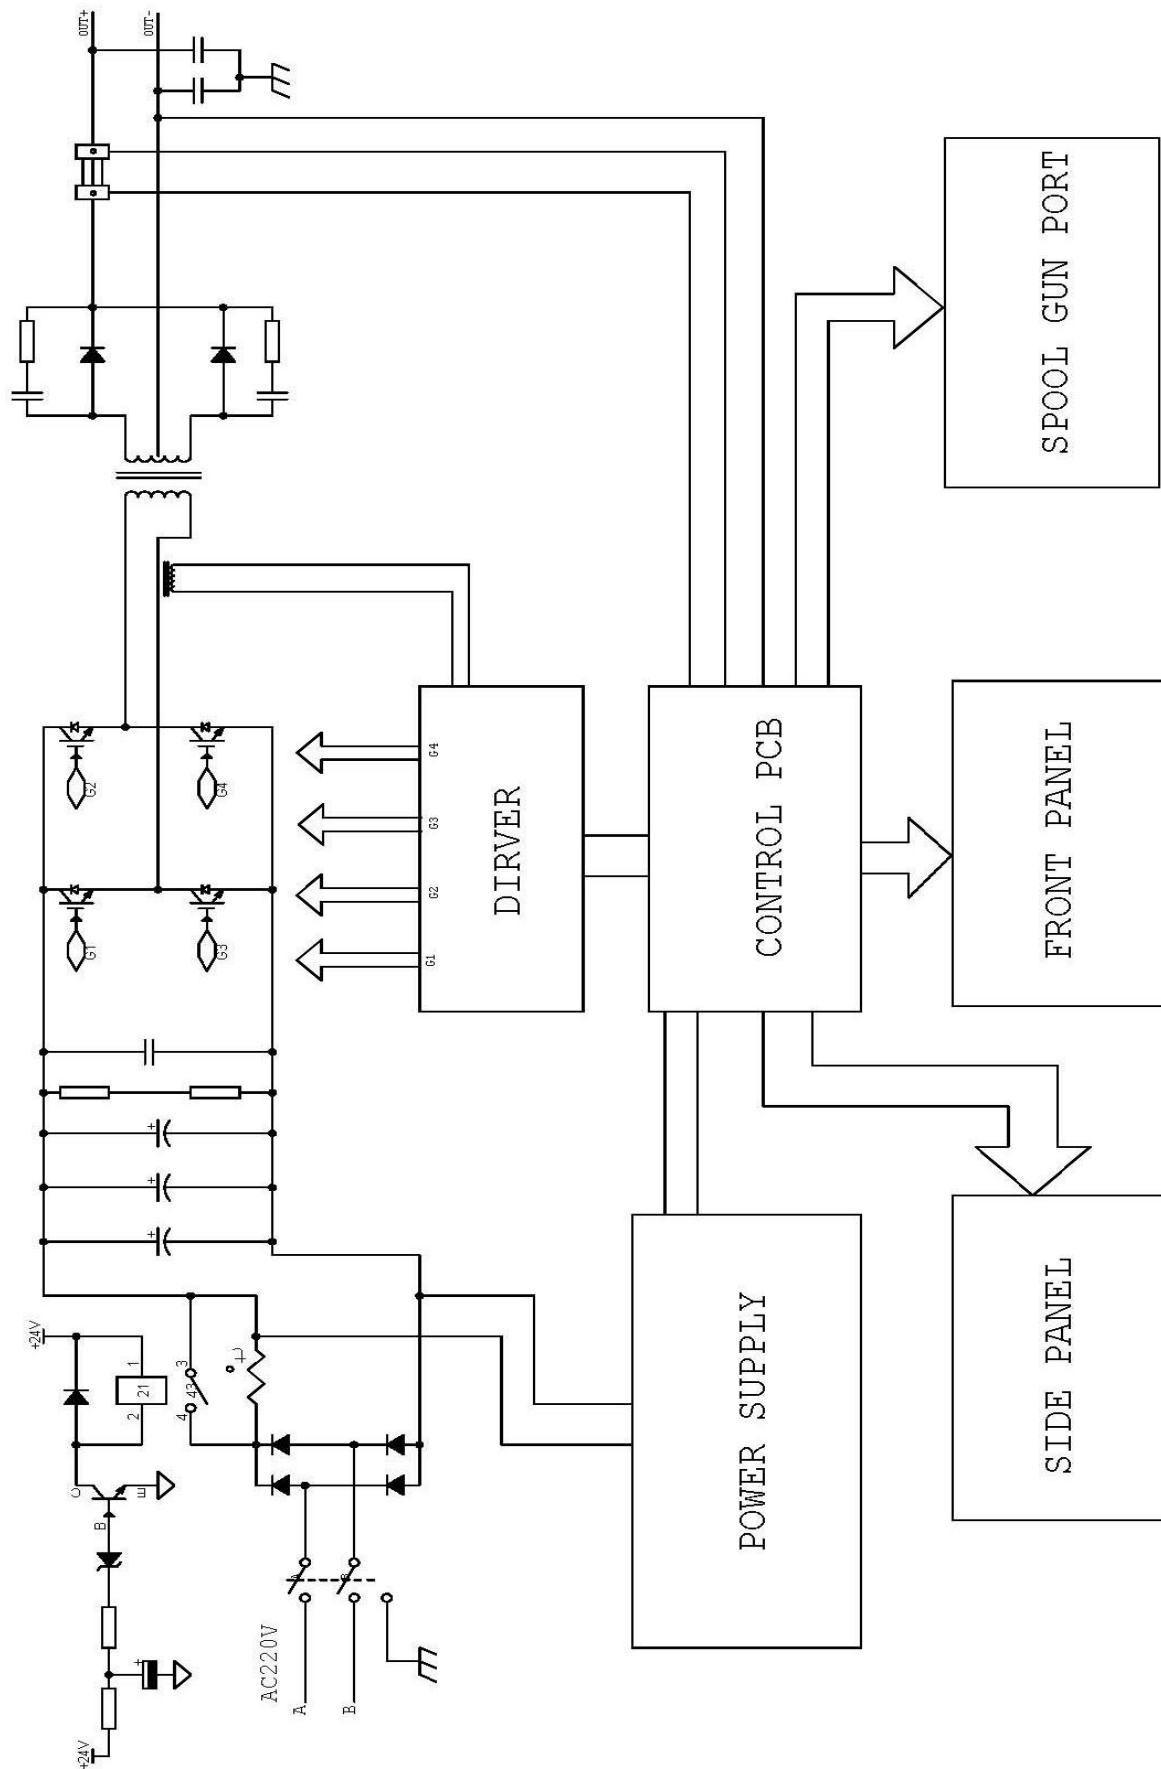 OUT+
OUT-
SPOOL GUN PORT
G2
G4
G4
G3
G2
G1
DIRVER
CONTROL PCB
FRONT PANEL
G1
G3
+
+
+
+24V
1
21
2
3
43
4
C
E
B
POWER SUPPLY
SIDE PANEL
A
B
AC220V
A
B
+
+24V